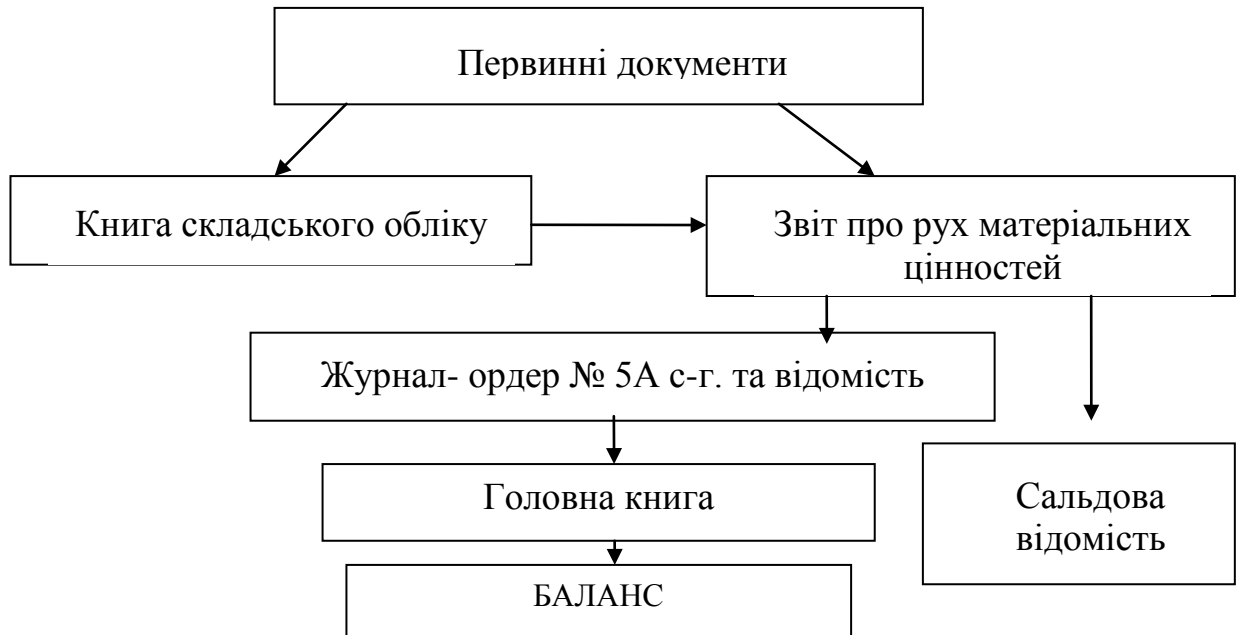 Первинні документи
Книга складського обліку
Звіт про рух матеріальних
цінностей
Журнал- ордер № 5А с-г. та відомість
Головна книга
Сальдова
відомість
БАЛАНС